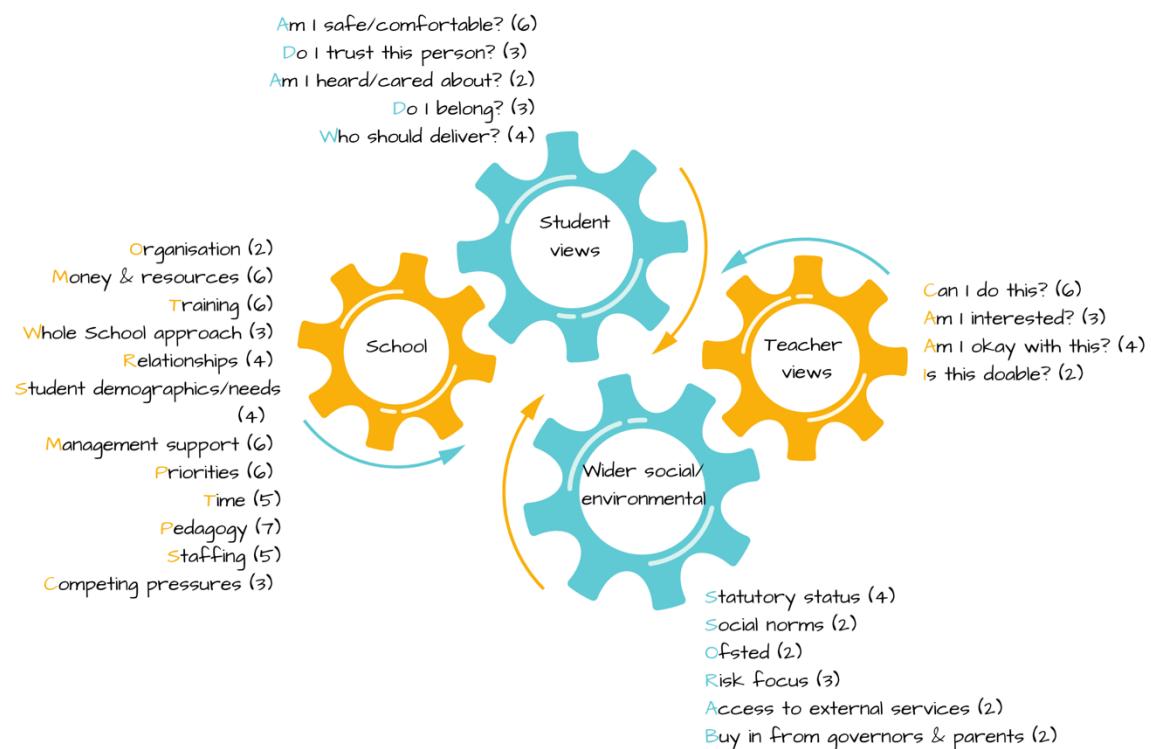 Am I safe/comfortable? (6)
Do I trust this person? (3)
Am I heard/cared about? (2)
Do I belong? (3)
Who should deliver? (4)
Student
views
Organisation (2)
Money & resources (6)
Training (6)
Whole School approach (3)
Relationships (4)
Student demographics/needs
(4)
Management support (6)
Priorities (6)
Time (5)
Pedagogy (7)
Staffing (5)
Competing pressures (3)
School
Teacher
views
Can I do this? (6)
Am I interested? (3)
Am I okay with this? (4)
Is this doable? (2)
Wider social/
environmental
Statutory status (4)
Social norms (2)
Ofsted (2)
Risk focus (3)
Access to external services (2)
Buy in from governors & parents (2)